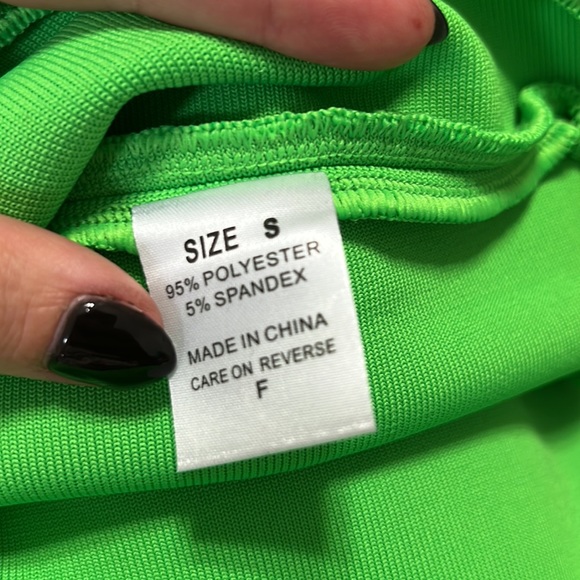 SIZE S
95% POLYESTER
5% SPANDEX
MADE IN CHINA
CARE ON REVERSE
F